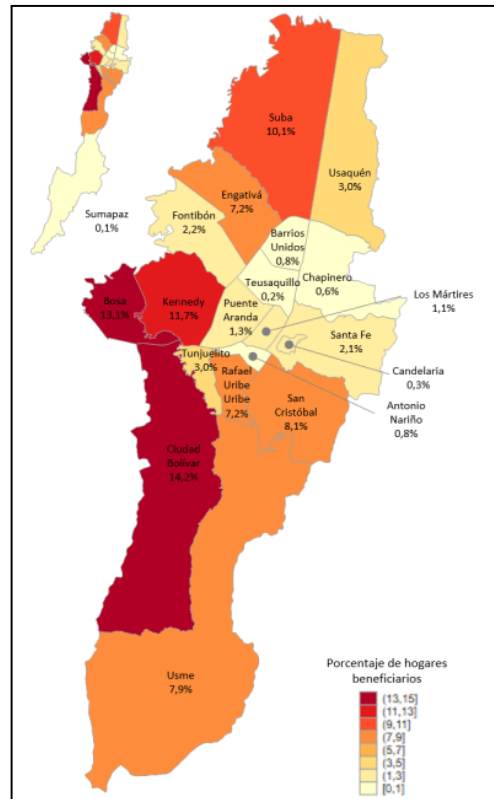 Suba
10,1%
Usaquén
3,0%
Engativá
7,2%
Sumapaz
0,1%
Fontibón
2,2%
Barrios
Unidos
0,8%
Teusaquillo
0,2%
Chapinero
0,6%
Bosa
13,1%
Kennedy
11,7%
Puente
Aranda
1,3%
Los Mártires
1,1%
Santa Fe
2,1%
Tunjuelito
3,0%
Candelaria
0,3%
Rafael
Uribe
Uribe
7,2%
San
Cristóbal
8,1%
Antonio
Nariño
0,8%
Ciudad
Bolívar
14,2%
Usme
7,9%
Porcentaje de hogares
beneficiarios
(13,15]
(11,13]
(9,11]
(7,9]
(5,7]
(3,5]
(1,3]
[0,1]